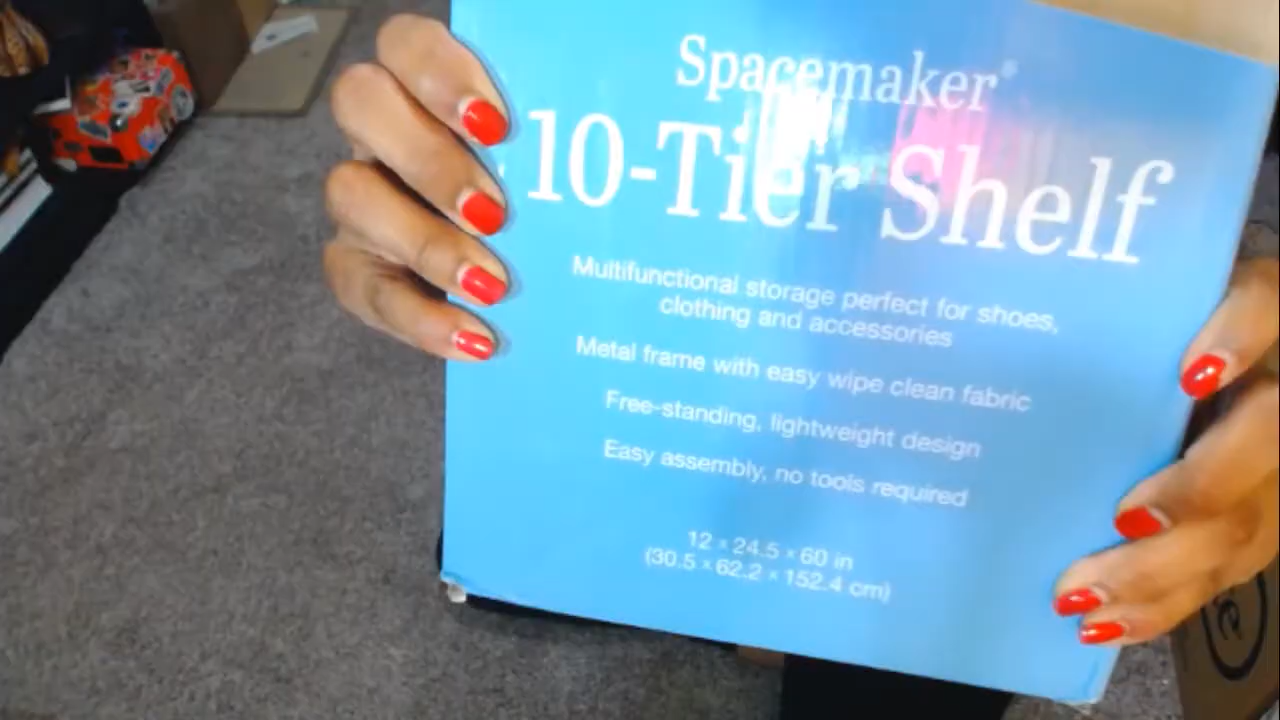 Spacemaker®
10-Tier Shelf
Multifunctional storage perfect for shoes,
clothing and accessories
Metal frame with easy wipe clean fabric
Free-standing, lightweight design
Easy assembly, no tools required
12 × 24.5 × 60 in
(30.5 × 62.2 × 152.4 cm)